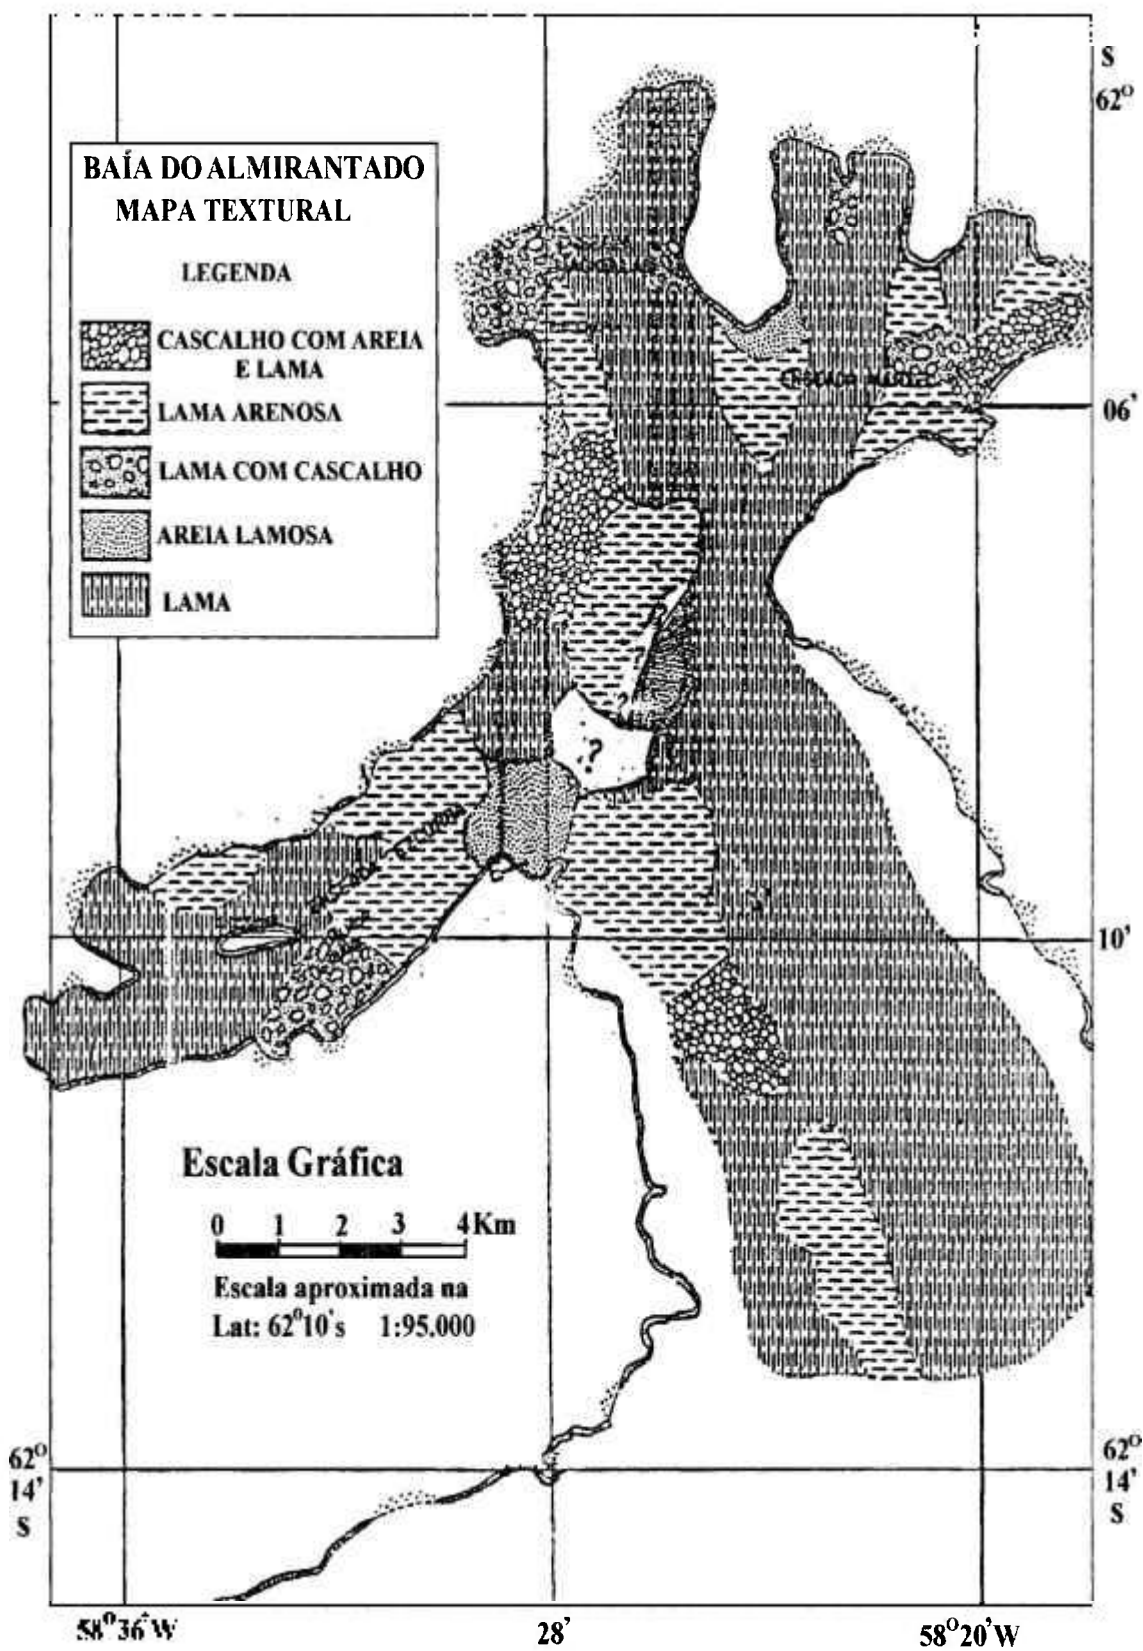 S
62°
BAÍA DO ALMIRANTADO
MAPA TEXTURAL
LEGENDA
CASCALHO COM AREIA
E LAMA
LAMA ARENOSA
LAMA COM CASCALHO
AREIA LAMOSA
LAMA
06'
?
?
10'
Escala Gráfica
0 1 2 3 4 Km
Escala aproximada na
Lat: 62°10's 1:95.000
62°
14'
S
62°
14'
S
58°36'W
28'
58°20'W